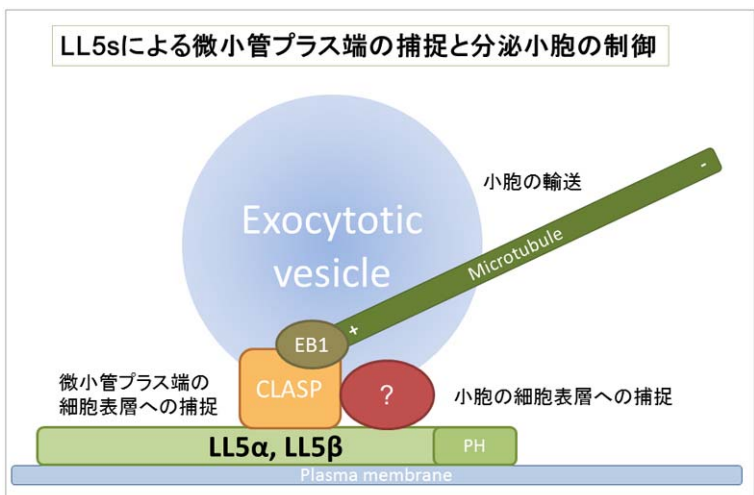 LL5sによる微小管プラス端の捕捉と分泌小胞の制御
小胞の輸送
-
Exocytotic
vesicle
Microtubule
+
EB1
微小管プラス端の
細胞表層への捕捉
CLASP
?
小胞の細胞表層への捕捉
LL5α, LL5β
PH
Plasma membrane